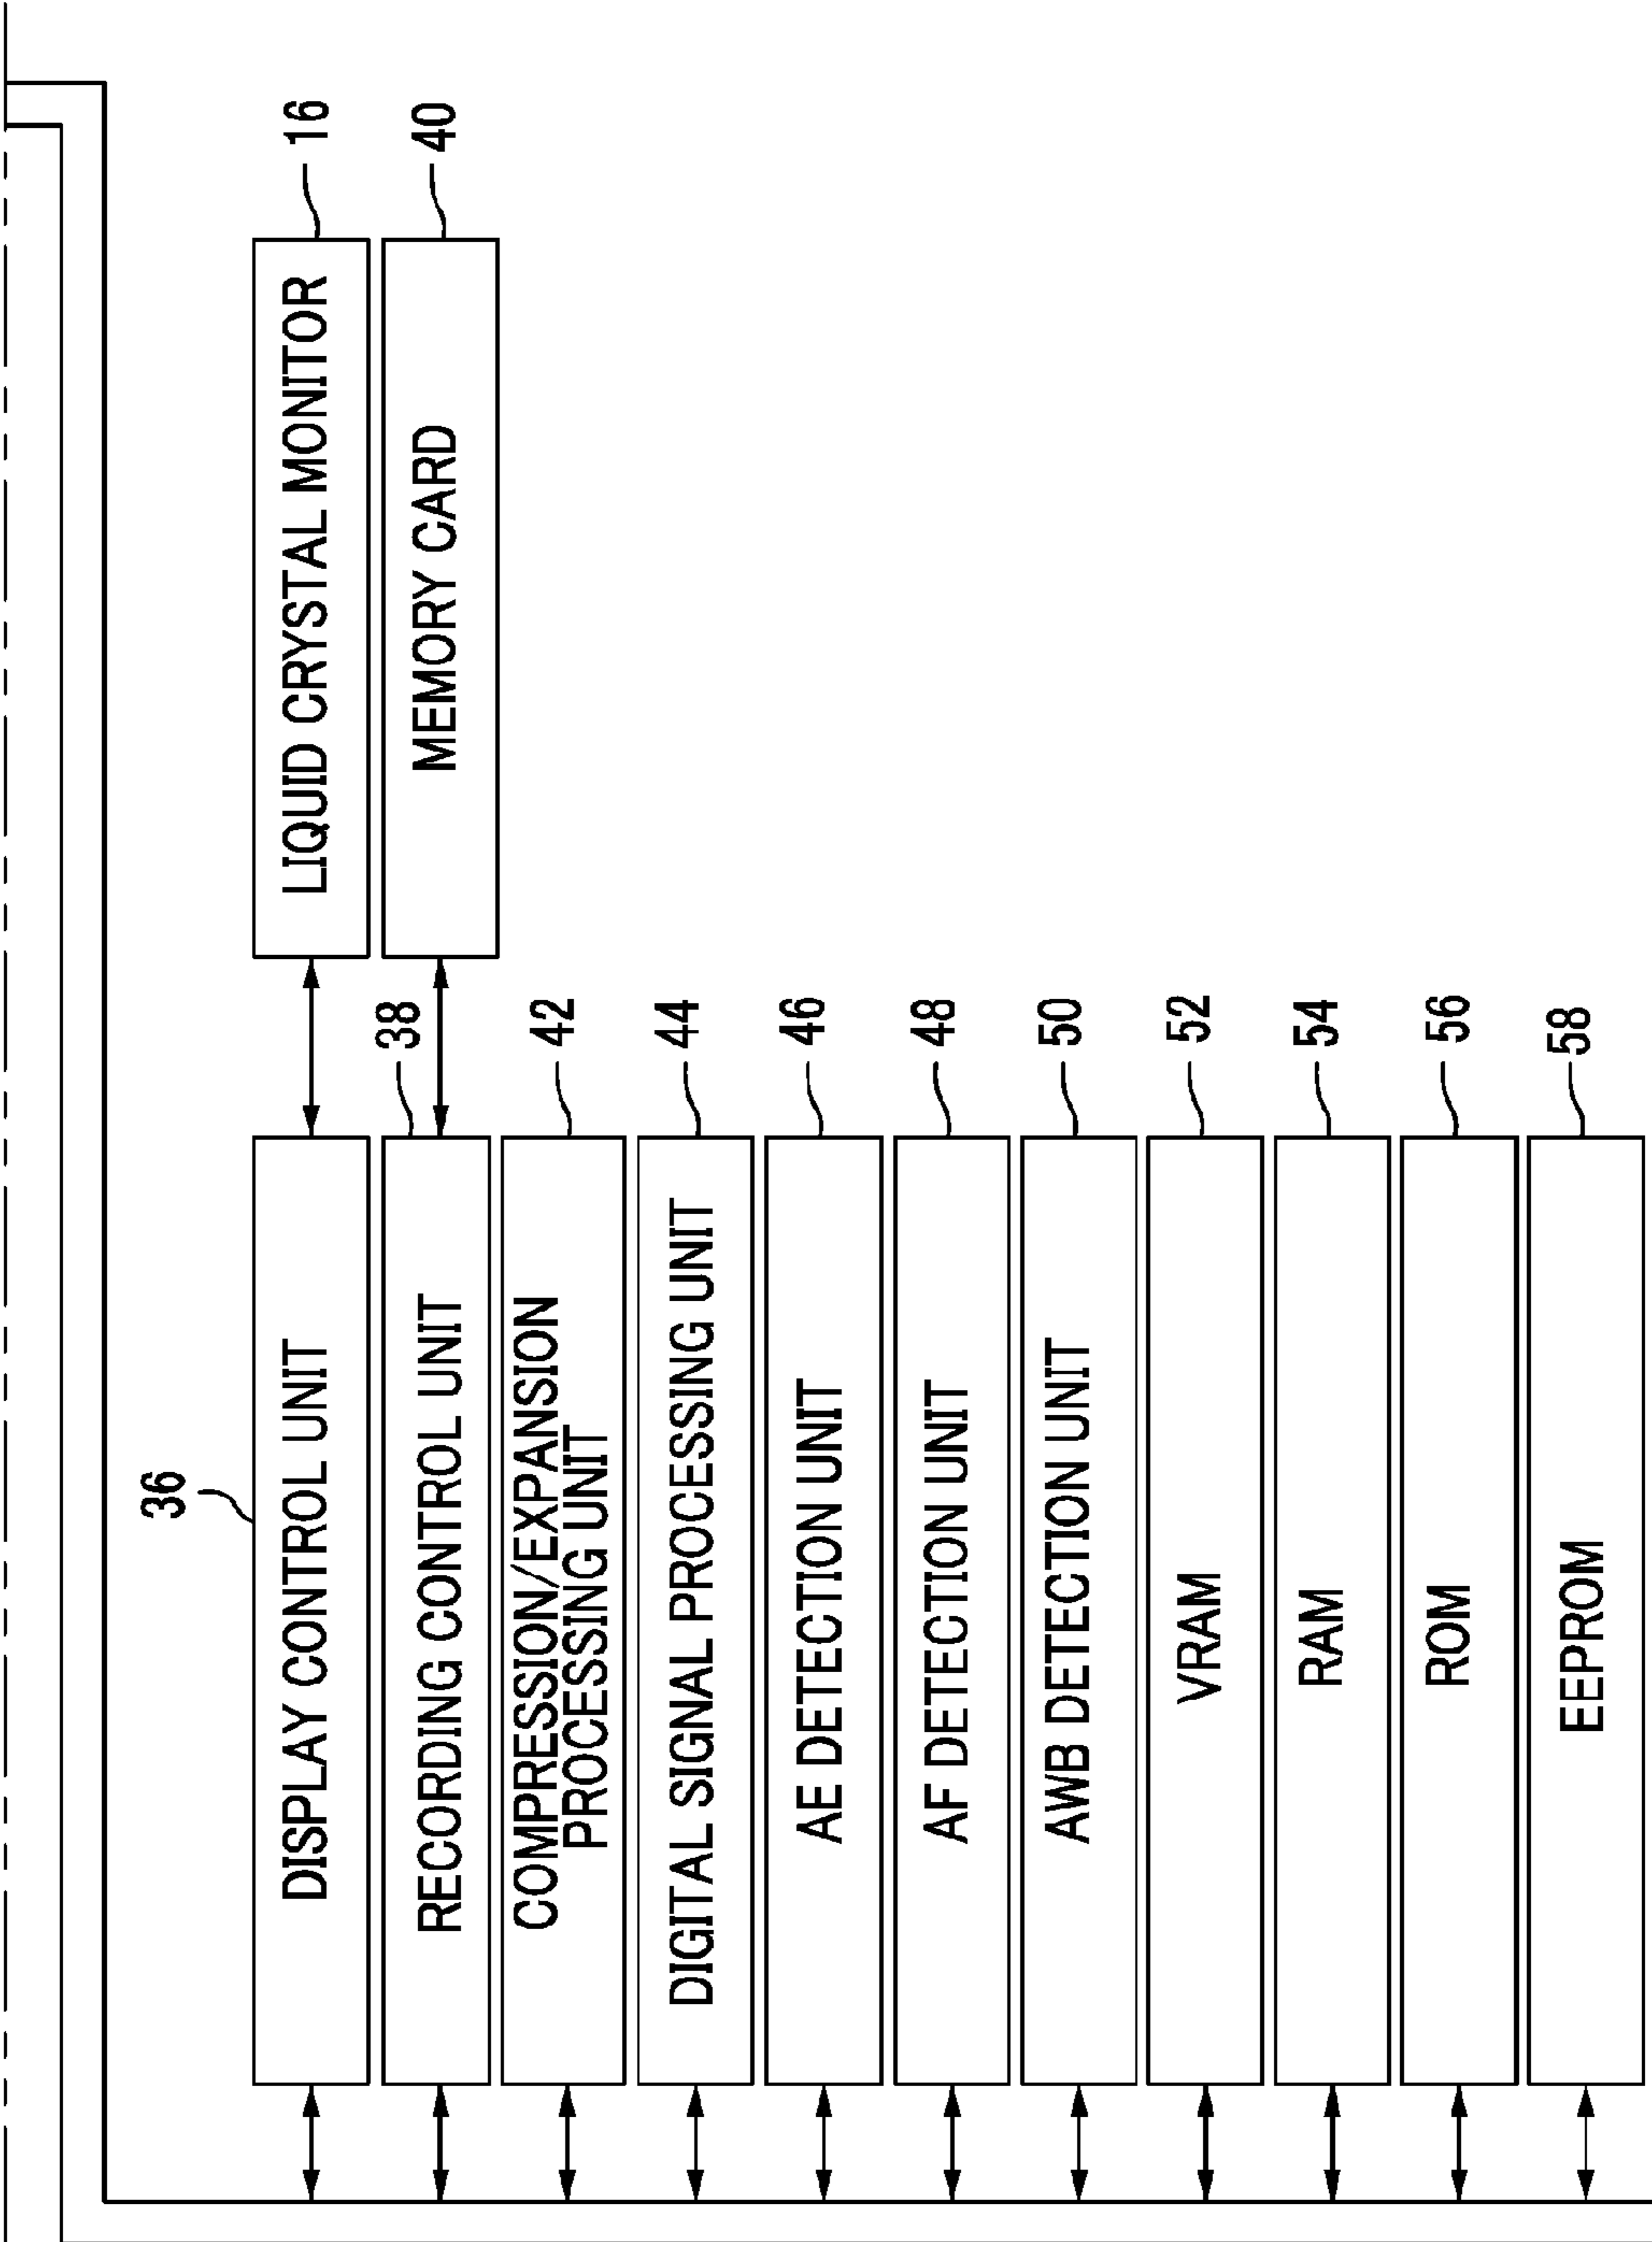 36
DISPLAY CONTROL UNIT
LIQUID CRYSTAL MONITOR
16
38
RECORDING CONTROL UNIT
MEMORY CARD
40
COMPRESSION/EXPANSION
PROCESSING UNIT
42
DIGITAL SIGNAL PROCESSING UNIT
44
AE DETECTION UNIT
46
AF DETECTION UNIT
48
AWB DETECTION UNIT
50
VRAM
52
RAM
54
ROM
56
EEPROM
58